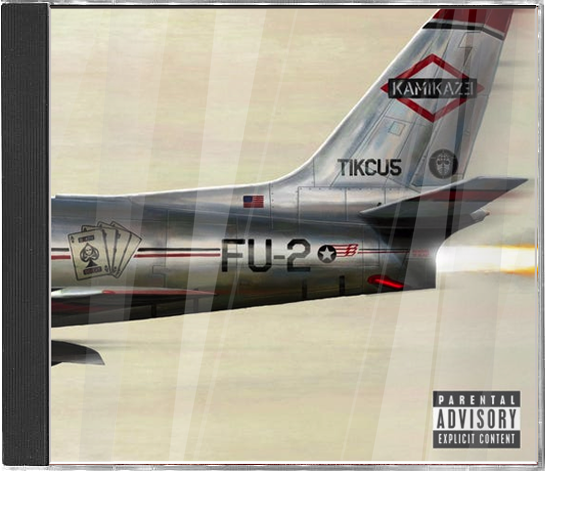 KAMIKAZE
TIKCU5
FU-2
PARENTAL
ADVISORY
EXPLICIT CONTENT